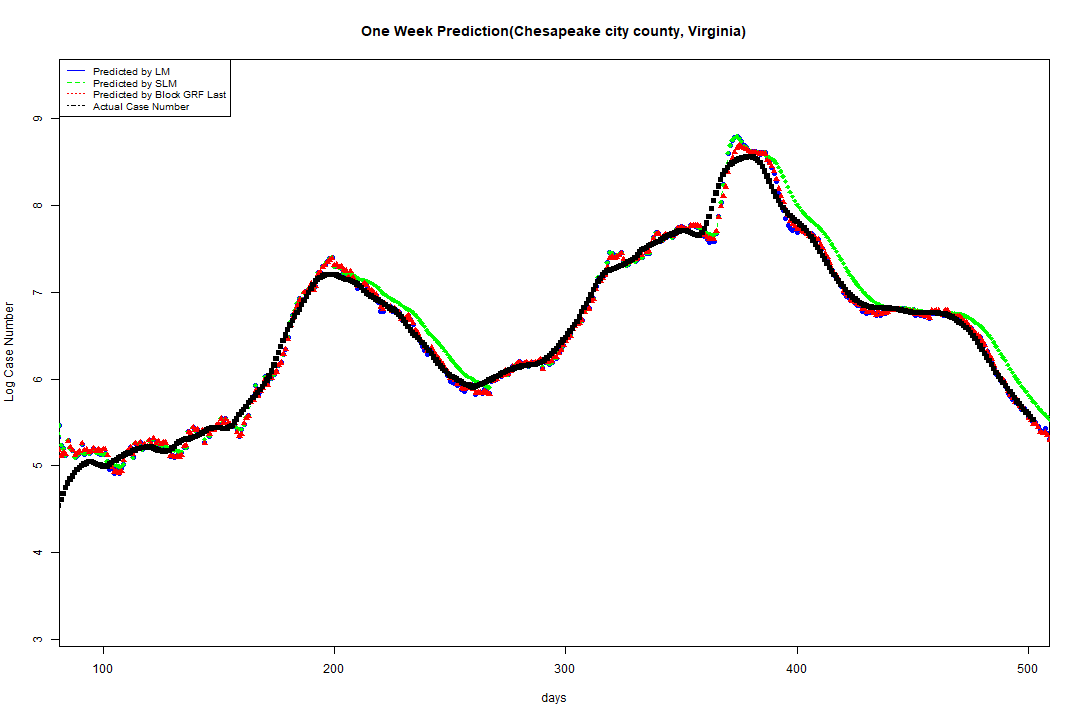 One Week Prediction(Chesapeake city county, Virginia)
Predicted by LM
Predicted by SLM
Predicted by Block GRF Last
Actual Case Number
9
8
7
6
5
4
3
Log Case Number
100 200 300 400 500
days